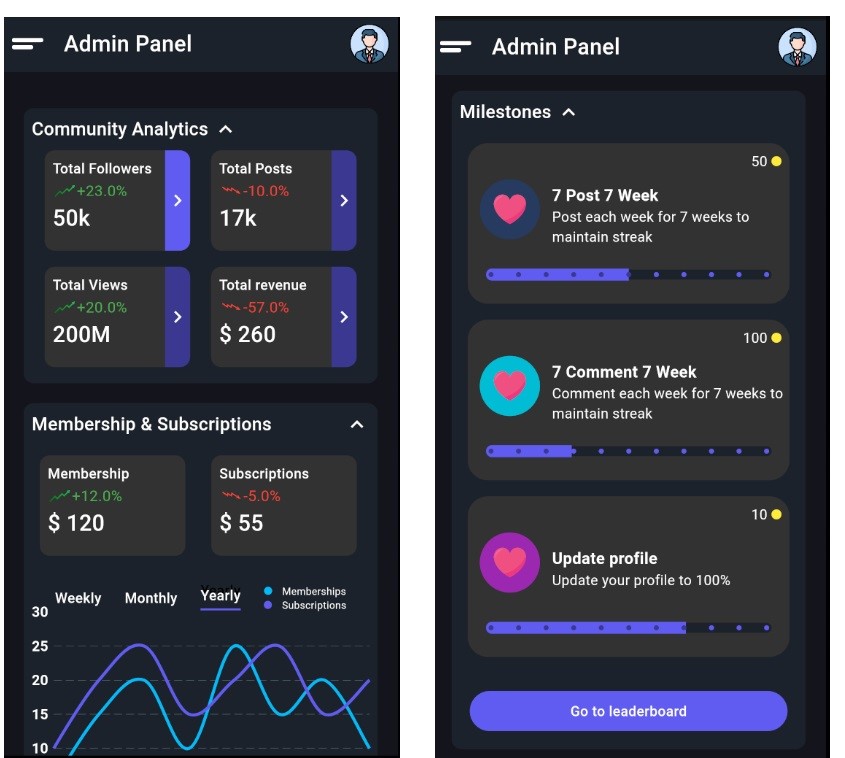 Admin Panel
Community Analytics
Total Followers
+23.0%
50k
Total Posts
-10.0%
17k
Total Views
+20.0%
200M
Total revenue
-57.0%
$ 260
Membership & Subscriptions
Membership
+12.0%
$ 120
Subscriptions
-5.0%
$ 55
Weekly Monthly Yearly
Memberships
Subscriptions
30
25
20
15
10
Admin Panel
Milestones
50
7 Post 7 Week
Post each week for 7 weeks to
maintain streak
100
7 Comment 7 Week
Comment each week for 7 weeks to
maintain streak
10
Update profile
Update your profile to 100%
Go to leaderboard